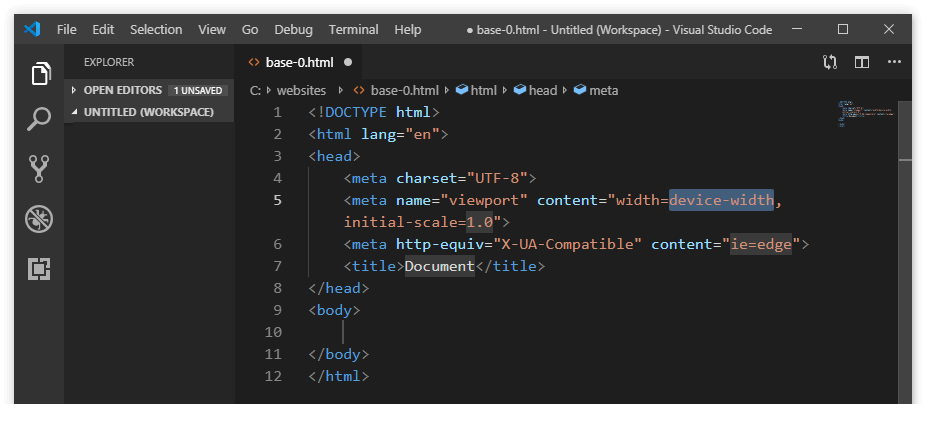 File Edit Selection View Go Debug Terminal Help ● base-0.html - Untitled (Workspace) - Visual Studio Code
EXPLORER
OPEN EDITORS 1 UNSAVED
UNTITLED (WORKSPACE)
base-0.html
C: websites base-0.html html head meta
1 <!DOCTYPE html>
2 <html lang="en">
3 <head>
4 <meta charset="UTF-8">
5 <meta name="viewport" content="width=device-width,
initial-scale=1.0">
6 <meta http-equiv="X-UA-Compatible" content="ie=edge">
7 <title>Document</title>
8 </head>
9 <body>
10
11 </body>
12 </html>